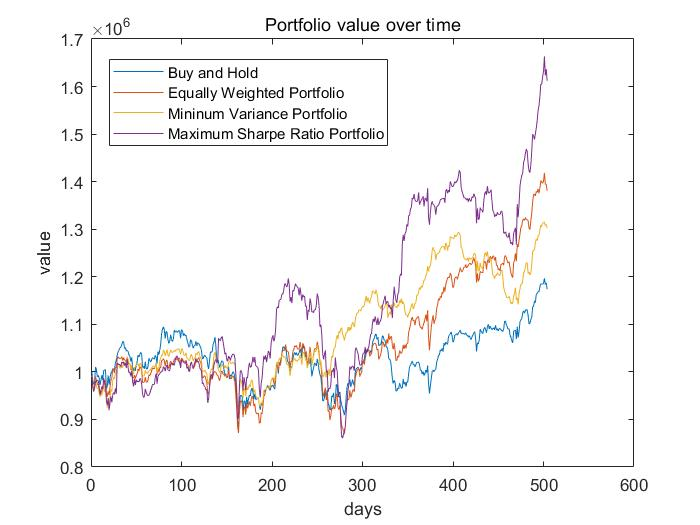 Portfolio value over time
×10⁶
1.7
1.6
1.5
1.4
1.3
1.2
1.1
1
0.9
0.8
value
Buy and Hold
Equally Weighted Portfolio
Mininum Variance Portfolio
Maximum Sharpe Ratio Portfolio
0 100 200 300 400 500 600
days